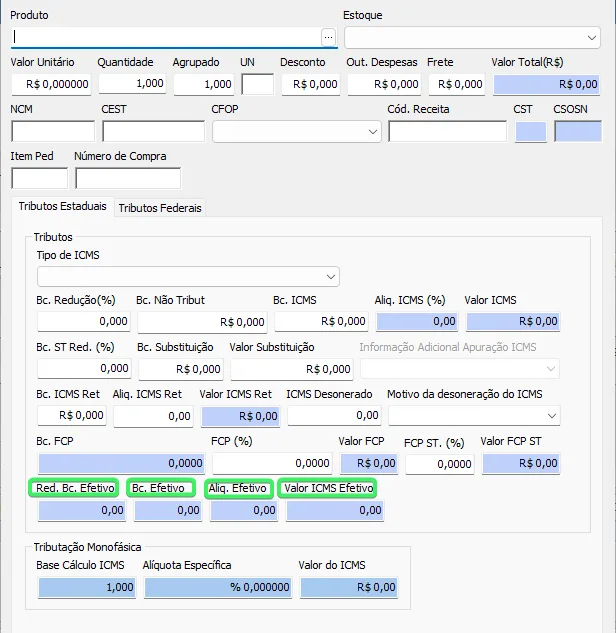 Produto Estoque
...
Valor Unitário Quantidade Agrupado UN Desconto Out. Despesas Frete Valor Total(R$)
R$ 0,000000 1,000 1,000 R$ 0,000 R$ 0,000 R$ 0,000 R$ 0,00
NCM CEST CFOP Cód. Receita CST CSOSN
Item Ped Número de Compra
Tributos Estaduais Tributos Federais
Tributos
Tipo de ICMS
Bc. Redução(%) Bc. Não Tribut Bc. ICMS Aliq. ICMS (%) Valor ICMS
0,000 R$ 0,000 R$ 0,000 0,00 R$ 0,00
Bc. ST Red. (%) Bc. Substituição Valor Substituição Informação Adicional Apuração ICMS
0,000 R$ 0,000 R$ 0,000
Bc. ICMS Ret Aliq. ICMS Ret Valor ICMS Ret ICMS Desonerado Motivo da desoneração do ICMS
R$ 0,000 0,00 R$ 0,00 0,00
Bc. FCP FCP (%) Valor FCP FCP ST. (%) Valor FCP ST
0,0000 0,0000 R$ 0,00 0,0000 R$ 0,00
Red. Bc. Efetivo Bc. Efetivo Aliq. Efetivo Valor ICMS Efetivo
0,00 0,00 0,00 0,00
Tributação Monofásica
Base Cálculo ICMS Alíquota Específica Valor do ICMS
1,000 % 0,000000 R$ 0,00